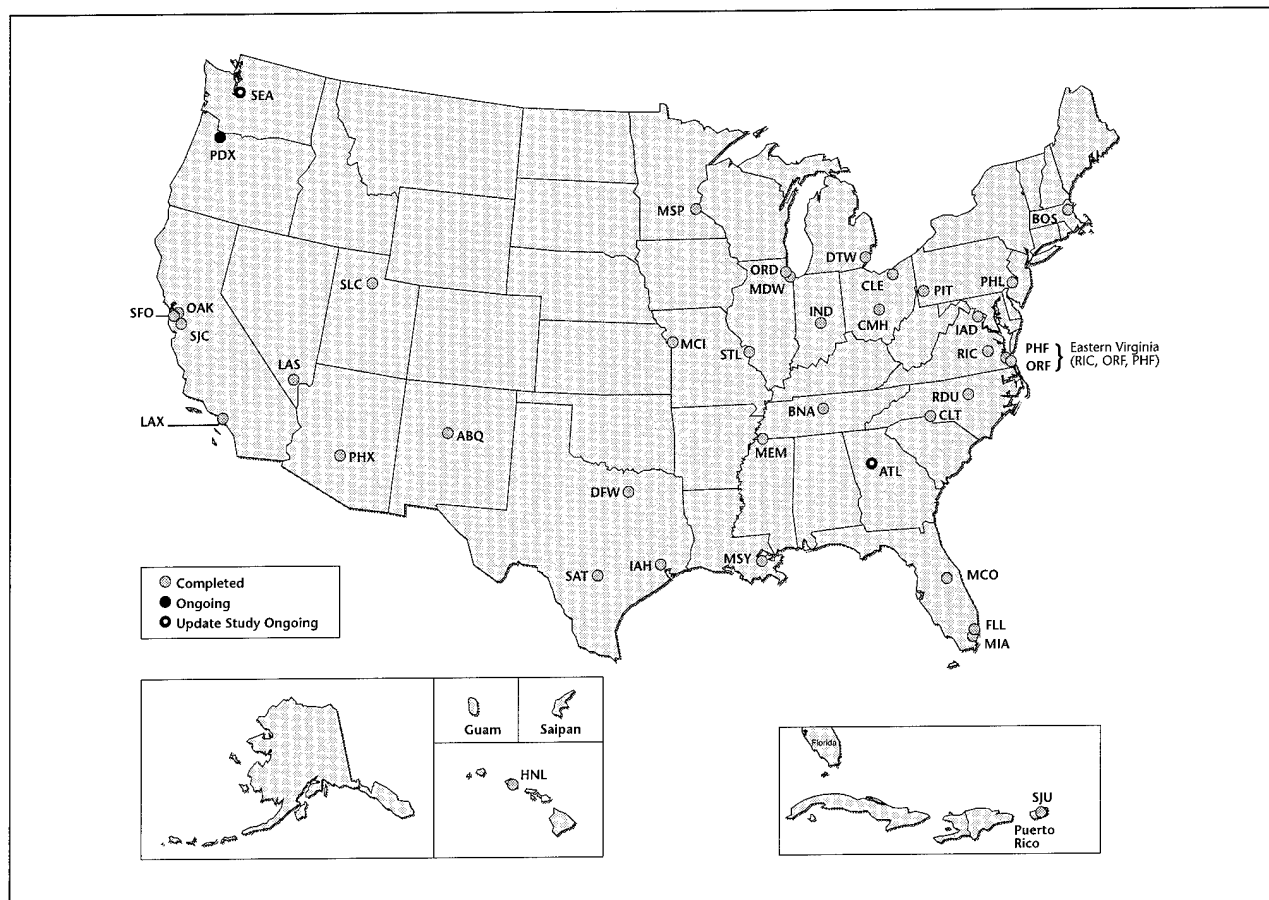 SEA
PDX
MSP
BOS
DTW
ORD
MDW
CLE
PIT
PHL
SLC
OAK
SFO
SJC
IND
CMH
IAD
MCI
STL
RIC
PHF
ORF
Eastern Virginia
(RIC, ORF, PHF)
LAS
BNA
RDU
CLT
LAX
ABQ
PHX
MEM
ATL
DFW
IAH
MSY
SAT
MCO
FLL
MIA
Completed
Ongoing
Update Study Ongoing
Guam
Saipan
HNL
Florida
SJU
Puerto
Rico